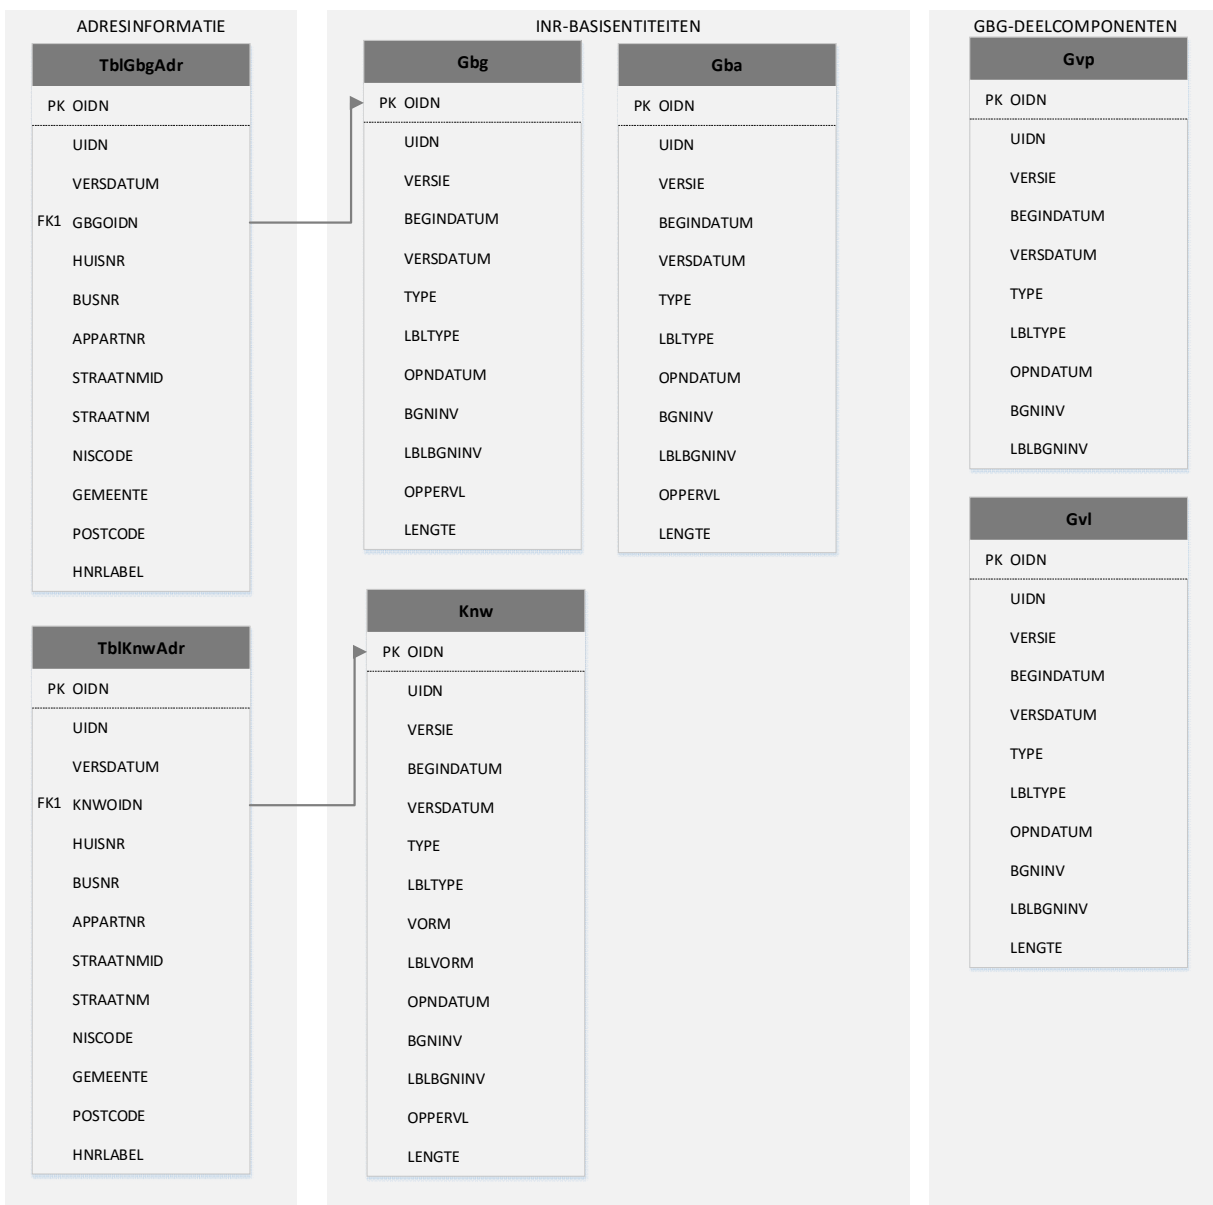 ADRESINFORMATIE
TblGbgAdr
PK OIDN
UIDN
VERSDATUM
FK1 GBGOIDN
HUISNR
BUSNR
APPARTNR
STRAATNMID
STRAATNM
NISCODE
GEMEENTE
POSTCODE
HNRLABEL
TblKnwAdr
PK OIDN
UIDN
VERSDATUM
FK1 KNWOIDN
HUISNR
BUSNR
APPARTNR
STRAATNMID
STRAATNM
NISCODE
GEMEENTE
POSTCODE
HNRLABEL
INR-BASISENTITEITEN
Gbg
PK OIDN
UIDN
VERSIE
BEGINDATUM
VERSDATUM
TYPE
LBLTYPE
OPNDATUM
BGNINV
LBLBGNINV
OPPERVL
LENGTE
Gba
PK OIDN
UIDN
VERSIE
BEGINDATUM
VERSDATUM
TYPE
LBLTYPE
OPNDATUM
BGNINV
LBLBGNINV
OPPERVL
LENGTE
Knw
PK OIDN
UIDN
VERSIE
BEGINDATUM
VERSDATUM
TYPE
LBLTYPE
VORM
LBLVORM
OPNDATUM
BGNINV
LBLBGNINV
OPPERVL
LENGTE
GBG-DEELCOMPONENTEN
Gvp
PK OIDN
UIDN
VERSIE
BEGINDATUM
VERSDATUM
TYPE
LBLTYPE
OPNDATUM
BGNINV
LBLBGNINV
Gvl
PK OIDN
UIDN
VERSIE
BEGINDATUM
VERSDATUM
TYPE
LBLTYPE
OPNDATUM
BGNINV
LBLBGNINV
LENGTE